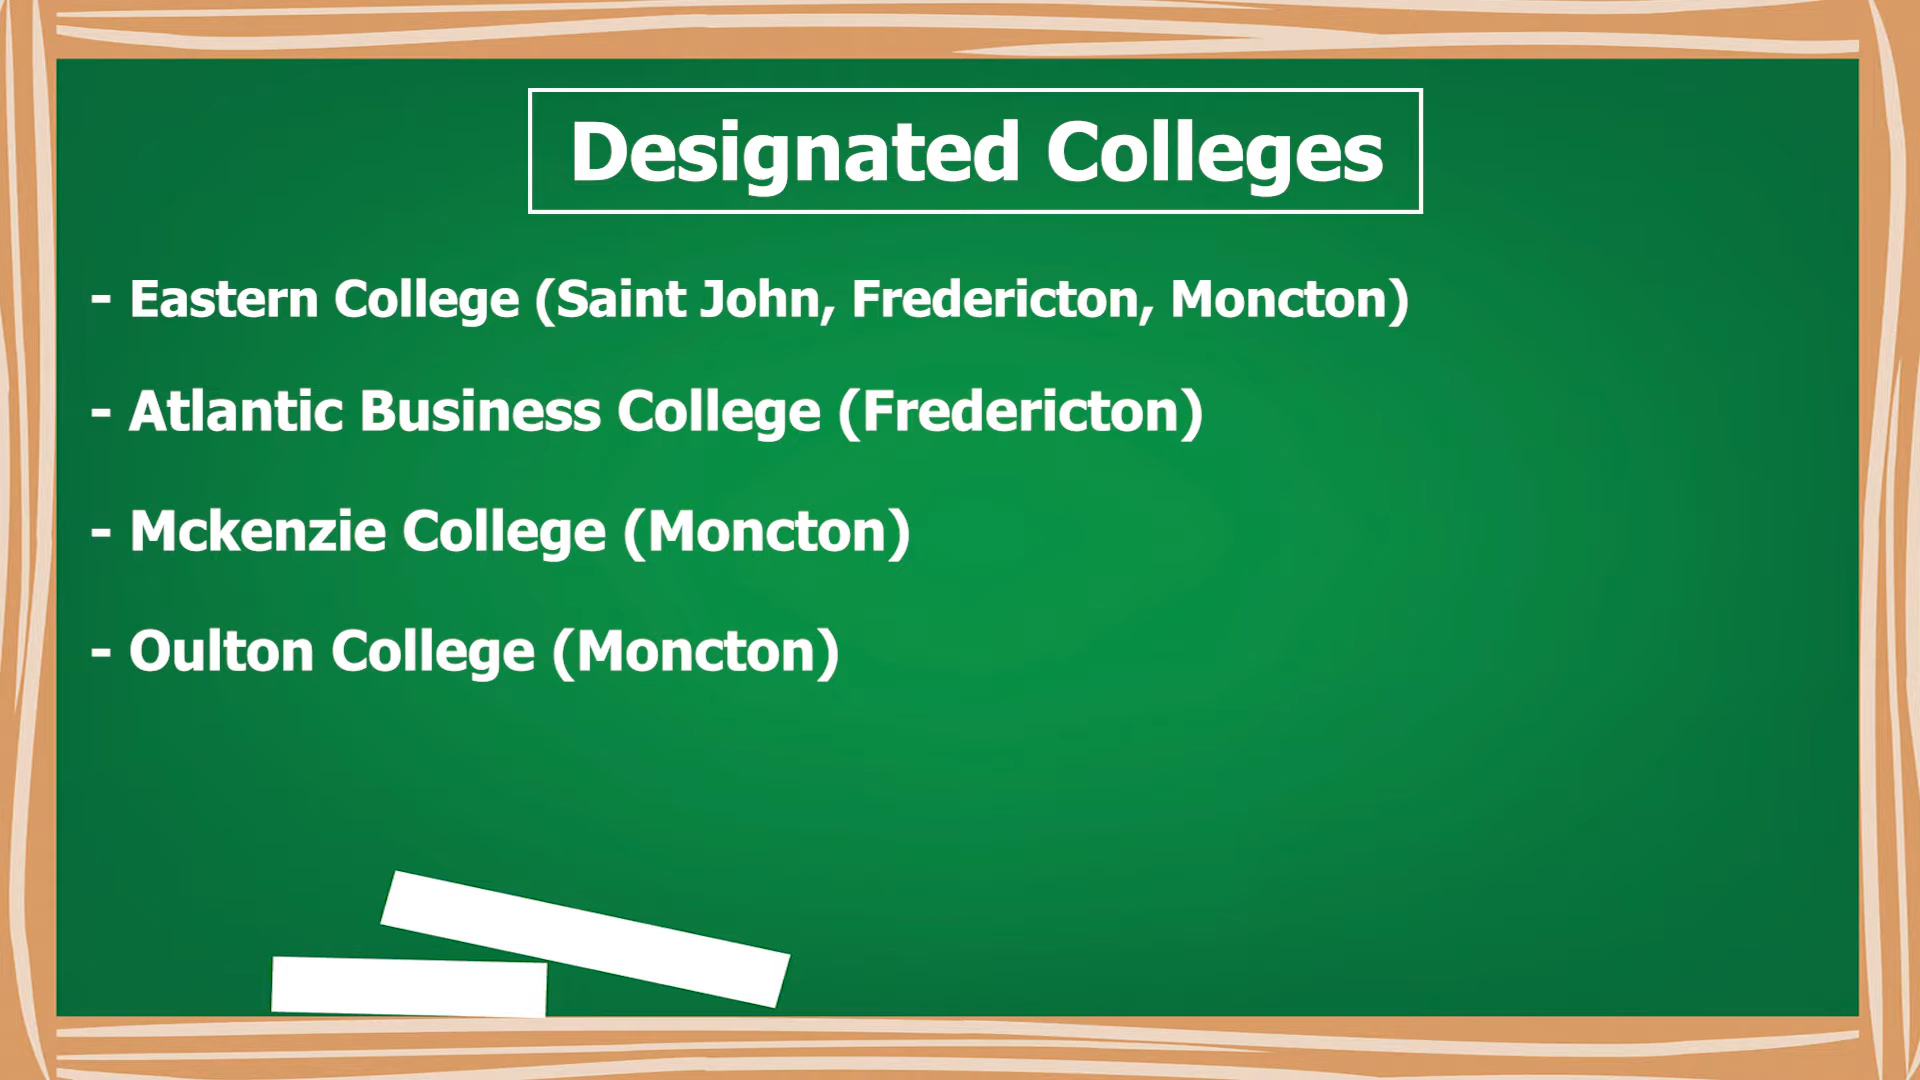 Designated Colleges
- Eastern College (Saint John, Fredericton, Moncton)
- Atlantic Business College (Fredericton)
- Mckenzie College (Moncton)
- Oulton College (Moncton)